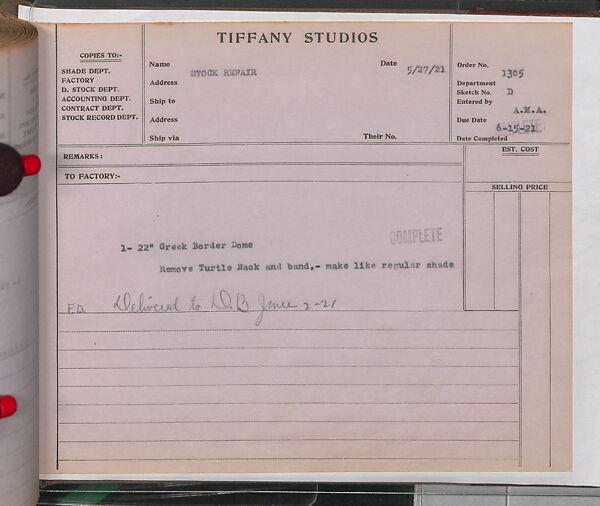 TIFFANY STUDIOS
COPIES TO:-
SHADE DEPT.
FACTORY
D. STOCK DEPT.
ACCOUNTING DEPT.
CONTRACT DEPT.
STOCK RECORD DEPT.
Name STOCK REPAIR Date 5/27/21
Address
Ship to
Address
Ship via Their No.
Order No. 1305
Department
Sketch No. D
Entered by A.M.A.
Due Date 6-15-21
Date Completed
REMARKS:
EST. COST
TO FACTORY:-
SELLING PRICE
COMPLETE
1- 22" Greek Border Dome
Remove Turtle Back and band,- make like regular shade
F.D. Delivered to D.B June 2-21